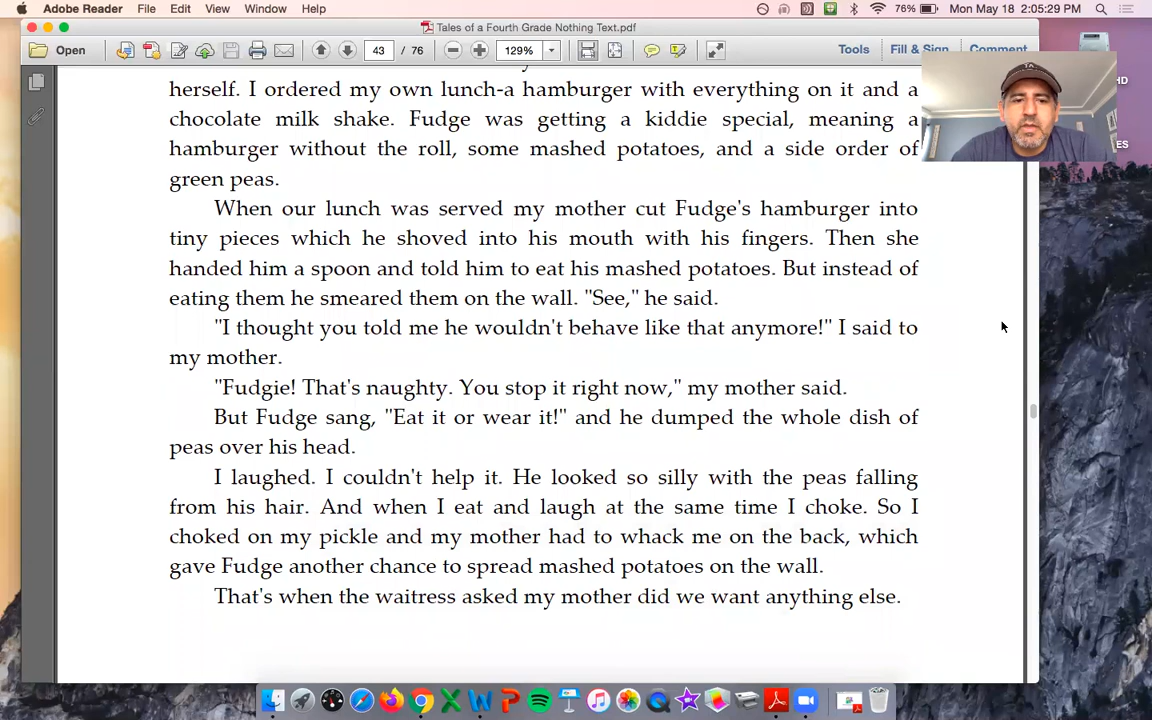 Adobe Reader File Edit View Window Help 76% Mon May 18 2:05:29 PM
Tales of a Fourth Grade Nothing Text.pdf
Open 43 / 76 129% Tools Fill & Sign Comment
herself. I ordered my own lunch-a hamburger with everything on it and a
chocolate milk shake. Fudge was getting a kiddie special, meaning a
hamburger without the roll, some mashed potatoes, and a side order of
green peas.
When our lunch was served my mother cut Fudge's hamburger into
tiny pieces which he shoved into his mouth with his fingers. Then she
handed him a spoon and told him to eat his mashed potatoes. But instead of
eating them he smeared them on the wall. "See," he said.
"I thought you told me he wouldn't behave like that anymore!" I said to
my mother.
"Fudgie! That's naughty. You stop it right now," my mother said.
But Fudge sang, "Eat it or wear it!" and he dumped the whole dish of
peas over his head.
I laughed. I couldn't help it. He looked so silly with the peas falling
from his hair. And when I eat and laugh at the same time I choke. So I
choked on my pickle and my mother had to whack me on the back, which
gave Fudge another chance to spread mashed potatoes on the wall.
That's when the waitress asked my mother did we want anything else.